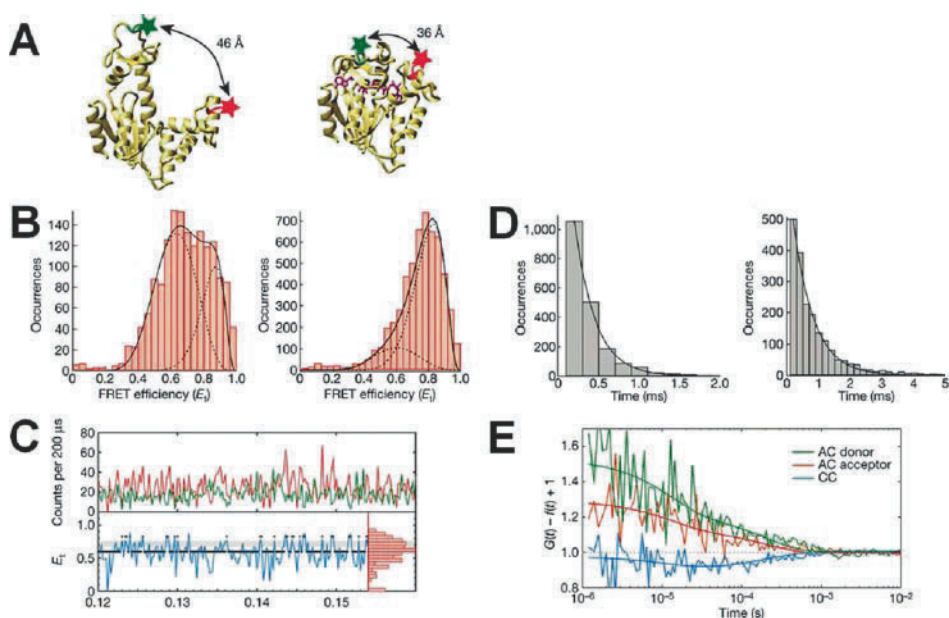 A
46 Å
36 Å
B
Occurrences
140
120
100
80
60
40
20
0
0 0.2 0.4 0.6 0.8 1.0
FRET efficiency (Eₜ)
Occurrences
700
600
500
400
300
200
100
0
0 0.2 0.4 0.6 0.8 1.0
FRET efficiency (Eₜ)
D
Occurrences
1,000
800
600
400
200
0
0 0.5 1.0 1.5 2.0
Time (ms)
Occurrences
500
400
300
200
100
0
0 1 2 3 4 5
Time (ms)
C
Counts per 200 µs
80
60
40
20
0
Eₜ
1.0
0.5
0
0.12 0.13 0.14 0.15
E
G(t) – f(t) + 1
1.6
1.4
1.2
1.0
0.8
AC donor
AC acceptor
CC
10⁻⁶ 10⁻⁵ 10⁻⁴ 10⁻³ 10⁻²
Time (s)